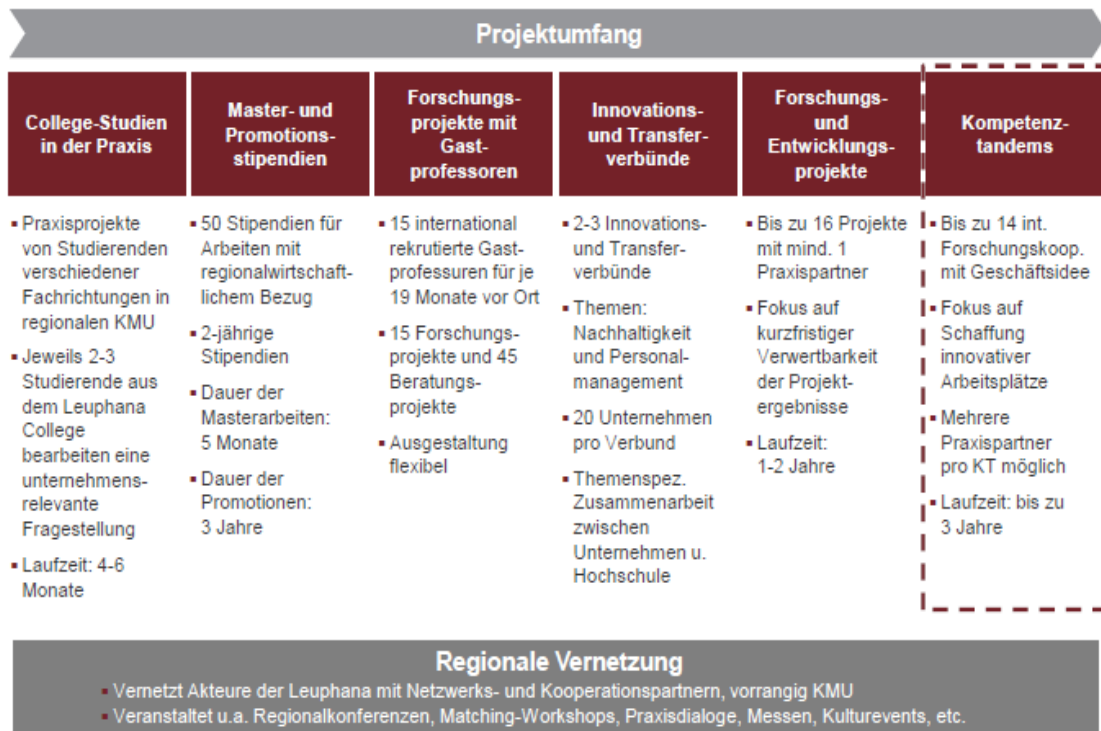 Projektumfang
College-Studien
in der Praxis
▪ Praxisprojekte
von Studierenden
verschiedener
Fachrichtungen in
regionalen KMU
▪ Jeweils 2-3
Studierende aus
dem Leuphana
College
bearbeiten eine
unternehmens-
relevante
Fragestellung
▪ Laufzeit: 4-6
Monate
Master- und
Promotions-
stipendien
▪ 50 Stipendien für
Arbeiten mit
regionalwirtschaft-
lichem Bezug
▪ 2-jährige
Stipendien
▪ Dauer der
Masterarbeiten:
5 Monate
▪ Dauer der
Promotionen:
3 Jahre
Forschungs-
projekte mit
Gast-
professoren
▪ 15 international
rekrutierte Gast-
professuren für je
19 Monate vor Ort
▪ 15 Forschungs-
projekte und 45
Beratungs-
projekte
▪ Ausgestaltung
flexibel
Innovations-
und Transfer-
verbünde
▪ 2-3 Innovations-
und Transfer-
verbünde
▪ Themen:
Nachhaltigkeit
und Personal-
management
▪ 20 Unternehmen
pro Verbund
▪ Themenspez.
Zusammenarbeit
zwischen
Unternehmen u.
Hochschule
Forschungs-
und
Entwicklungs-
projekte
▪ Bis zu 16 Projekte
mit mind. 1
Praxispartner
▪ Fokus auf
kurzfristiger
Verwertbarkeit
der Projekt-
ergebnisse
▪ Laufzeit:
1-2 Jahre
Kompetenz-
tandems
▪ Bis zu 14 int.
Forschungskoop.
mit Geschäftsidee
▪ Fokus auf
Schaffung
innovativer
Arbeitsplätze
▪ Mehrere
Praxispartner
pro KT möglich
▪ Laufzeit: bis zu
3 Jahre
Regionale Vernetzung
▪ Vernetzt Akteure der Leuphana mit Netzwerks- und Kooperationspartnern, vorrangig KMU
▪ Veranstaltet u.a. Regionalkonferenzen, Matching-Workshops, Praxisdialoge, Messen, Kulturevents, etc.